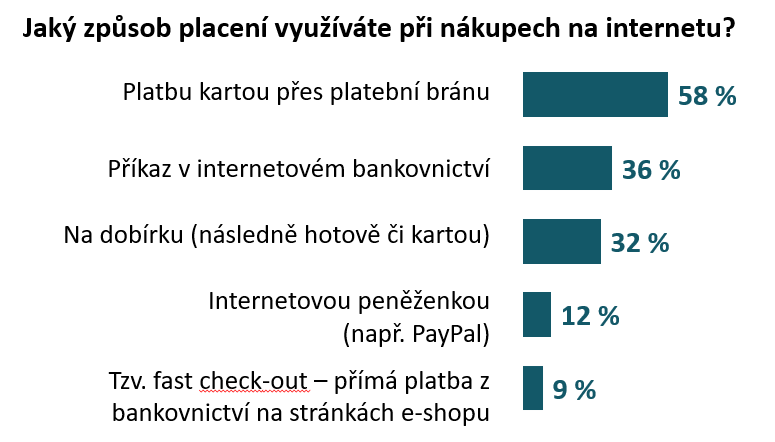 Jaký způsob placení využíváte při nákupech na internetu?
Platbu kartou přes platební bránu
58 %
Příkaz v internetovém bankovnictví
36 %
Na dobírku (následně hotově či kartou)
32 %
Internetovou peněženkou
(např. PayPal)
12 %
Tzv. fast check-out – přímá platba z
bankovnictví na stránkách e-shopu
9 %